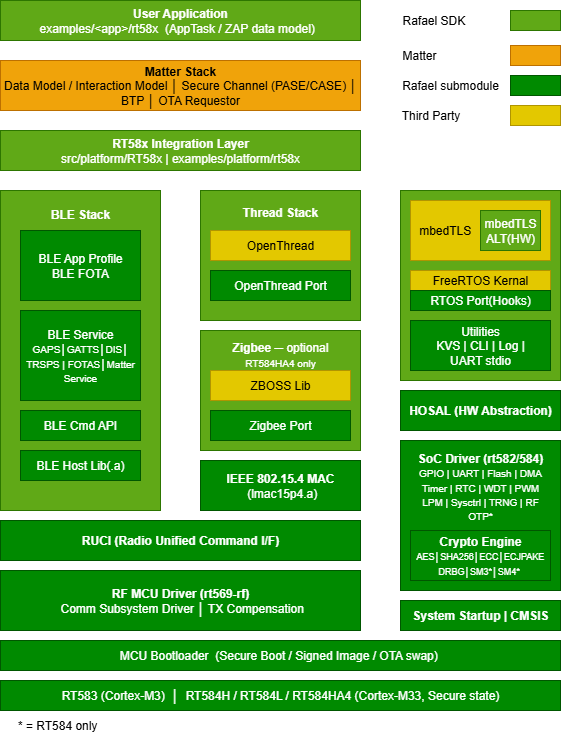 User Application
examples/<app>/rt58x (AppTask / ZAP data model)
Matter Stack
Data Model / Interaction Model │ Secure Channel (PASE/CASE) │
BTP │ OTA Requestor
RT58x Integration Layer
src/platform/RT58x | examples/platform/rt58x
Rafael SDK
Matter
Rafael submodule
Third Party
BLE Stack
BLE App Profile
BLE FOTA
BLE Service
GAPS│GATTS│DIS│
TRSPS │FOTAS│Matter
Service
BLE Cmd API
BLE Host Lib(.a)
Thread Stack
OpenThread
OpenThread Port
Zigbee — optional
RT584HA4 only
ZBOSS Lib
Zigbee Port
IEEE 802.15.4 MAC
(lmac15p4.a)
mbedTLS
mbedTLS
ALT(HW)
FreeRTOS Kernal
RTOS Port(Hooks)
Utilities
KVS | CLI | Log |
UART stdio
HOSAL (HW Abstraction)
SoC Driver (rt582/584)
GPIO | UART | Flash | DMA
Timer | RTC | WDT | PWM
LPM | Sysctrl | TRNG | RF
OTP*
Crypto Engine
AES│SHA256│ECC│ECJPAKE
DRBG│SM3*│SM4*
RUCI (Radio Unified Command I/F)
RF MCU Driver (rt569-rf)
Comm Subsystem Driver │ TX Compensation
System Startup | CMSIS
MCU Bootloader (Secure Boot / Signed Image / OTA swap)
RT583 (Cortex-M3) │ RT584H / RT584L / RT584HA4 (Cortex-M33, Secure state)
* = RT584 only